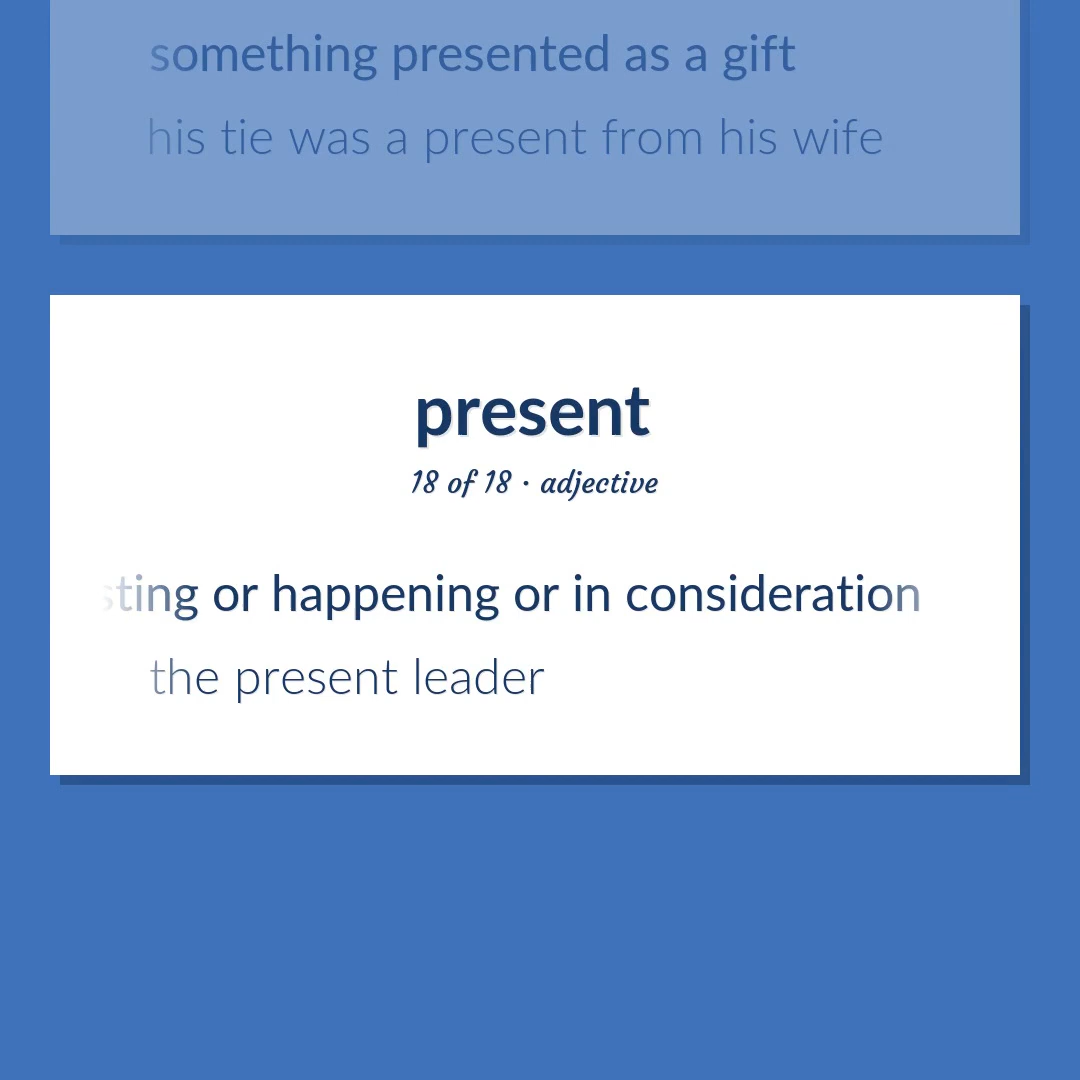 something presented as a gift
his tie was a present from his wife
present
18 of 18 · adjective
or happening or in consideration
the present leader